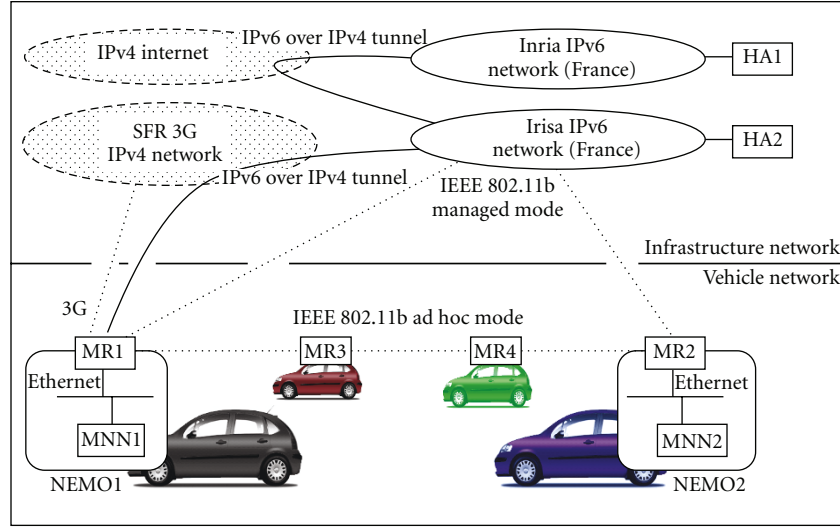 IPv4 internet
IPv6 over IPv4 tunnel
Inria IPv6
network (France)
HA1
SFR 3G
IPv4 network
Irisa IPv6
network (France)
HA2
IPv6 over IPv4 tunnel
IEEE 802.11b
managed mode
Infrastructure network
Vehicle network
3G
IEEE 802.11b ad hoc mode
MR1
MR3
MR4
MR2
Ethernet
Ethernet
MNN1
MNN2
NEMO1
NEMO2